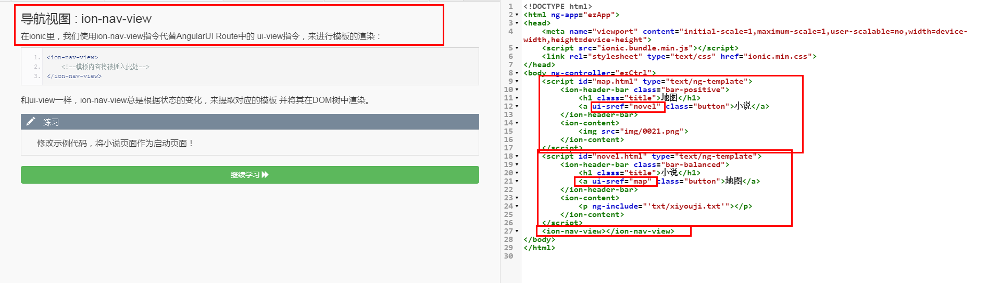 导航视图 : ion-nav-view
在ionic里，我们使用ion-nav-view指令代替AngularUI Route中的 ui-view指令，来进行模板的渲染：
1. <ion-nav-view>
2. <!--模板内容将被插入此处-->
3. </ion-nav-view>
和ui-view一样，ion-nav-view总是根据状态的变化，来提取对应的模板 并将其在DOM树中渲染。
练习
修改示例代码，将小说页面作为启动页面！
继续学习
1 <!DOCTYPE html>
2 <html ng-app="ezApp">
3 <head>
4 <meta name="viewport" content="initial-scale=1,maximum-scale=1,user-scalable=no,width=device-
width,height=device-height">
5 <script src="ionic.bundle.min.js"></script>
6 <link rel="stylesheet" type="text/css" href="ionic.min.css">
7 </head>
8 <body ng-controller="ezCtrl">
9 <script id="map.html" type="text/ng-template">
10 <ion-header-bar class="bar-positive">
11 <h1 class="title">地图</h1>
12 <a ui-sref="novel" class="button">小说</a>
13 </ion-header-bar>
14 <ion-content>
15 <img src="img/0021.png">
16 </ion-content>
17 </script>
18 <script id="novel.html" type="text/ng-template">
19 <ion-header-bar class="bar-balanced">
20 <h1 class="title">小说</h1>
21 <a ui-sref="map" class="button">地图</a>
22 </ion-header-bar>
23 <ion-content>
24 <p ng-include="'txt/xiyouji.txt'"></p>
25 </ion-content>
26 </script>
27 <ion-nav-view></ion-nav-view>
28 </body>
29 </html>
30